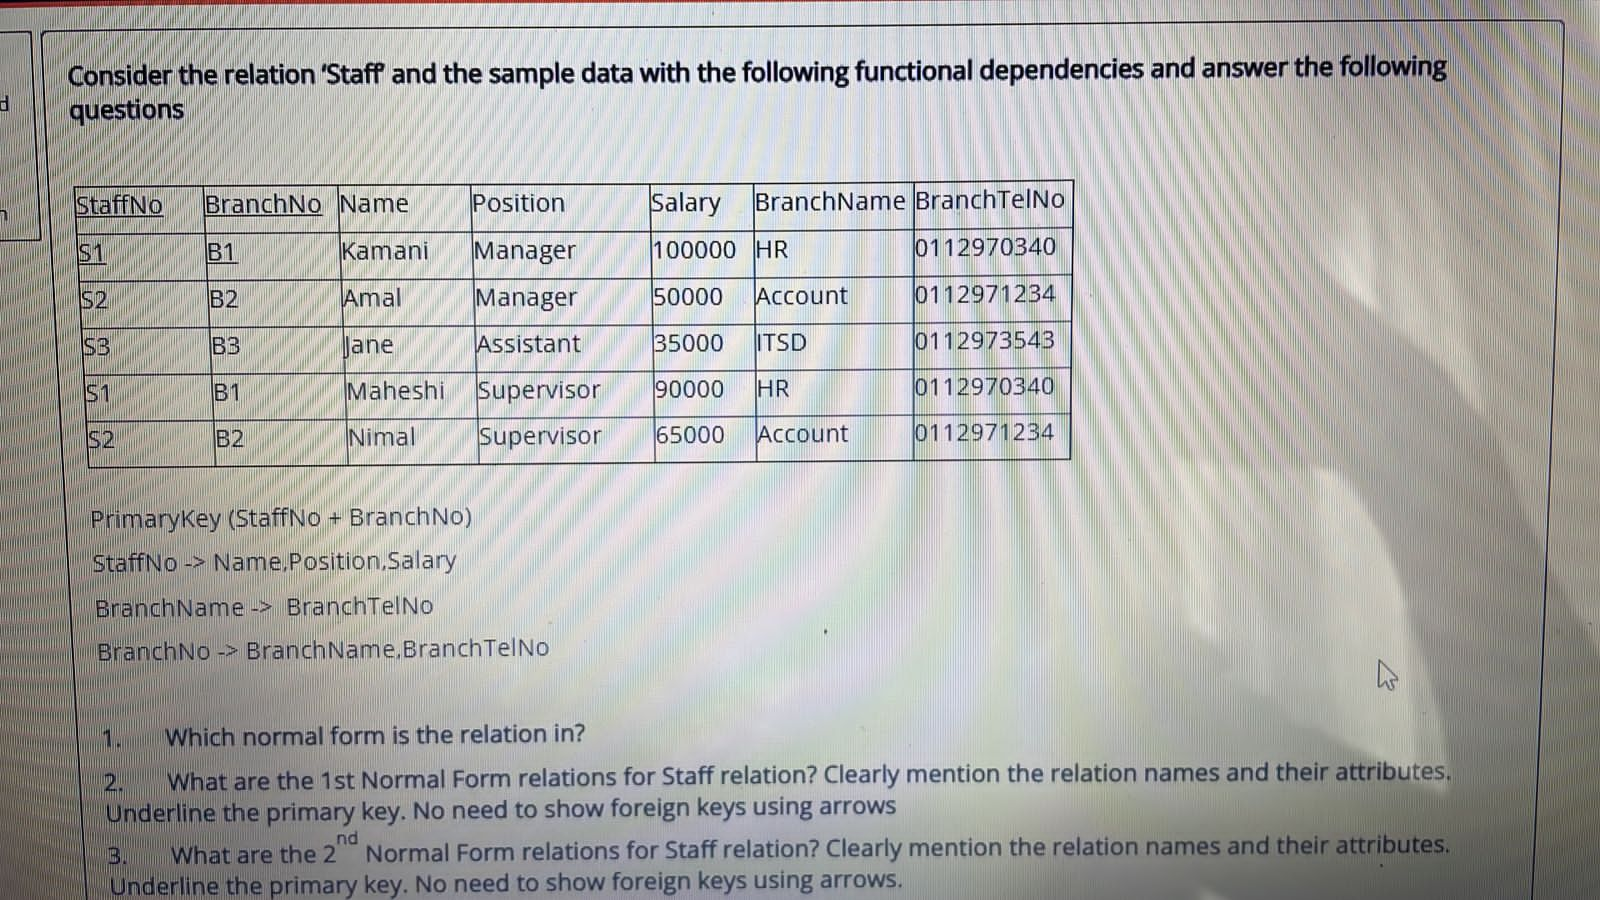 Consider the relation 'Staff' and the sample data with the following functional dependencies and answer the following
questions
StaffNo BranchNo Name Position Salary BranchName BranchTelNo
S1 B1 Kamani Manager 100000 HR 0112970340
S2 B2 Amal Manager 50000 Account 0112971234
S3 B3 Jane Assistant 35000 ITSD 0112973543
S1 B1 Maheshi Supervisor 90000 HR 0112970340
S2 B2 Nimal Supervisor 65000 Account 0112971234
PrimaryKey (StaffNo + BranchNo)
StaffNo -> Name,Position,Salary
BranchName -> BranchTelNo
BranchNo -> BranchName,BranchTelNo
1. Which normal form is the relation in?
2. What are the 1st Normal Form relations for Staff relation? Clearly mention the relation names and their attributes.
Underline the primary key. No need to show foreign keys using arrows
3. What are the 2nd Normal Form relations for Staff relation? Clearly mention the relation names and their attributes.
Underline the primary key. No need to show foreign keys using arrows.